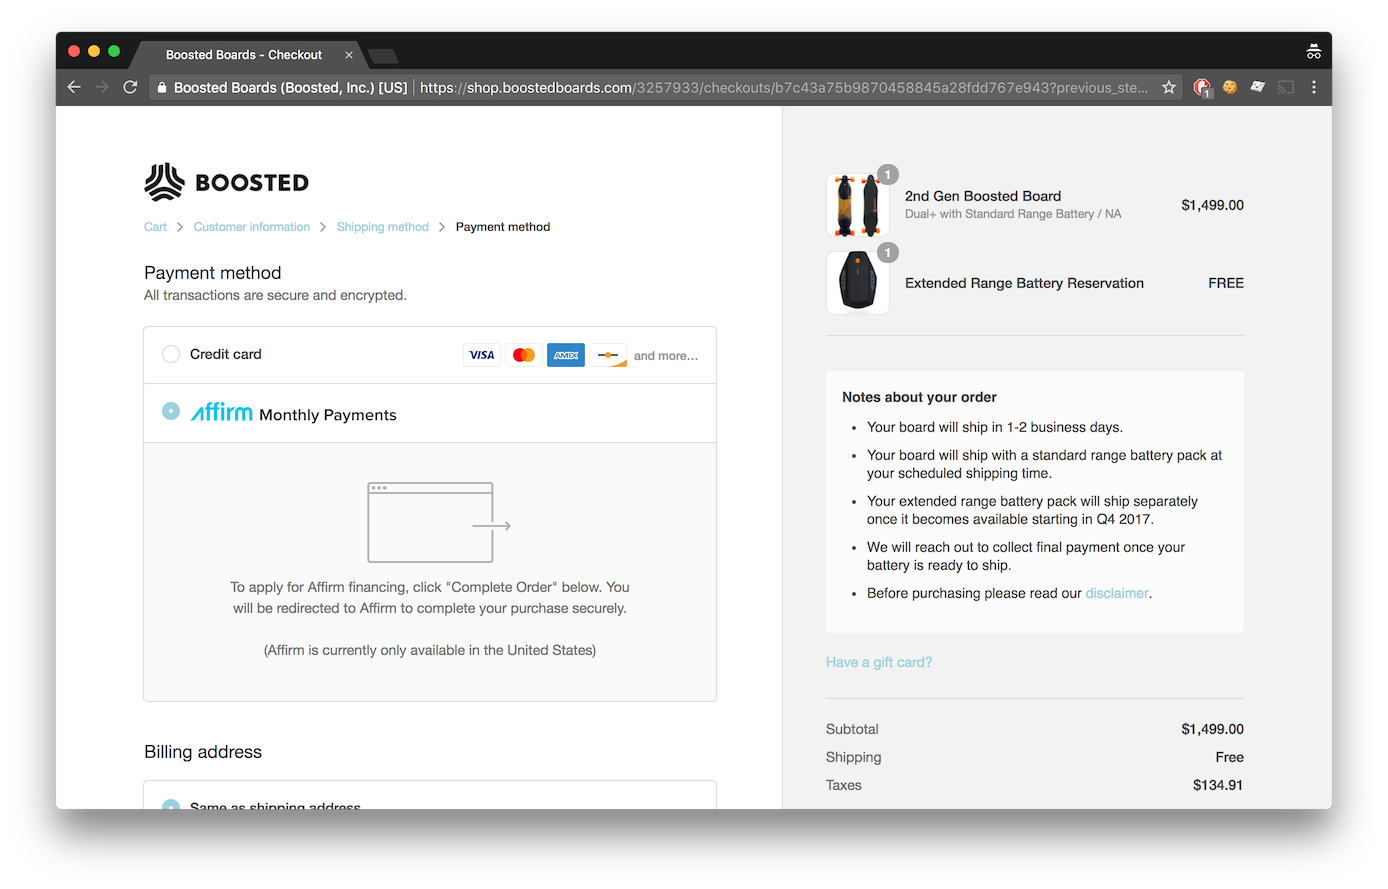 Boosted Boards - Checkout
Boosted Boards (Boosted, Inc.) [US] https://shop.boostedboards.com/3257933/checkouts/b7c43a75b9870458845a28fdd767e943?previous_ste...
1
BOOSTED
Cart > Customer information > Shipping method > Payment method
Payment method
All transactions are secure and encrypted.
Credit card
VISA
AMEX
and more...
affirm Monthly Payments
To apply for Affirm financing, click "Complete Order" below. You
will be redirected to Affirm to complete your purchase securely.
(Affirm is currently only available in the United States)
Billing address
Same as shipping address
1
2nd Gen Boosted Board
Dual+ with Standard Range Battery / NA
$1,499.00
1
Extended Range Battery Reservation
FREE
Notes about your order
• Your board will ship in 1-2 business days.
• Your board will ship with a standard range battery pack at
your scheduled shipping time.
• Your extended range battery pack will ship separately
once it becomes available starting in Q4 2017.
• We will reach out to collect final payment once your
battery is ready to ship.
• Before purchasing please read our disclaimer.
Have a gift card?
Subtotal $1,499.00
Shipping Free
Taxes $134.91